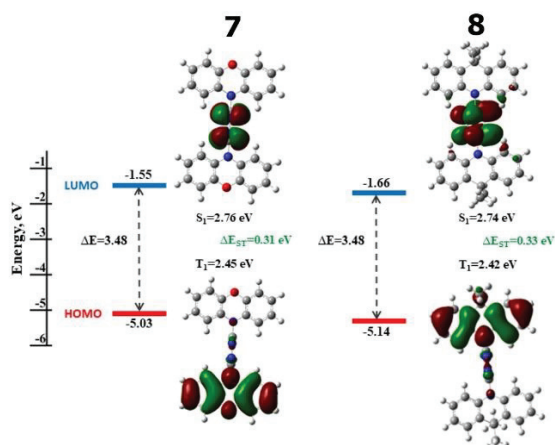 7
8
Energy, eV
-1
-2
-3
-4
-5
-6
LUMO
HOMO
-1.55
ΔE=3.48
-5.03
S1=2.76 eV
ΔEST=0.31 eV
T1=2.45 eV
-1.66
ΔE=3.48
-5.14
S1=2.74 eV
ΔEST=0.33 eV
T1=2.42 eV